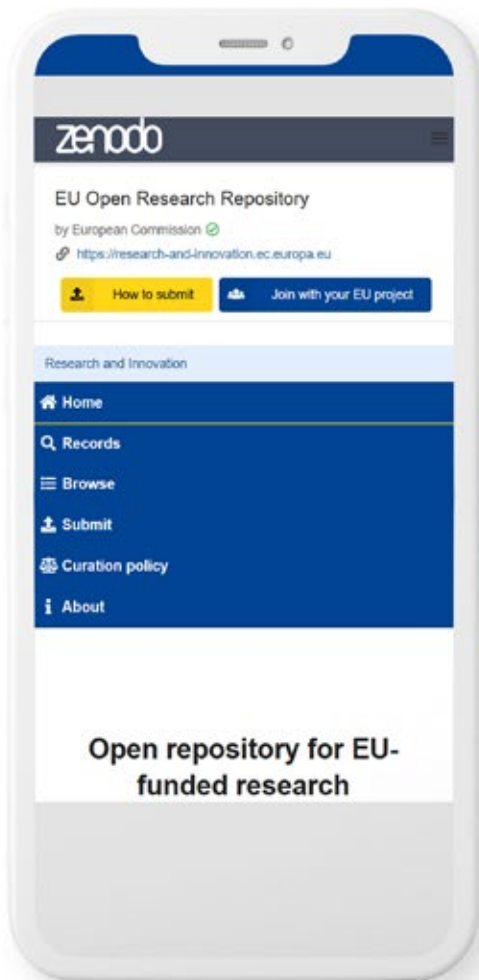 zenodo
EU Open Research Repository
by European Commission
https://research-and-innovation.ec.europa.eu
How to submit
Join with your EU project
Research and Innovation
Home
Records
Browse
Submit
Curation policy
About
Open repository for EU-
funded research